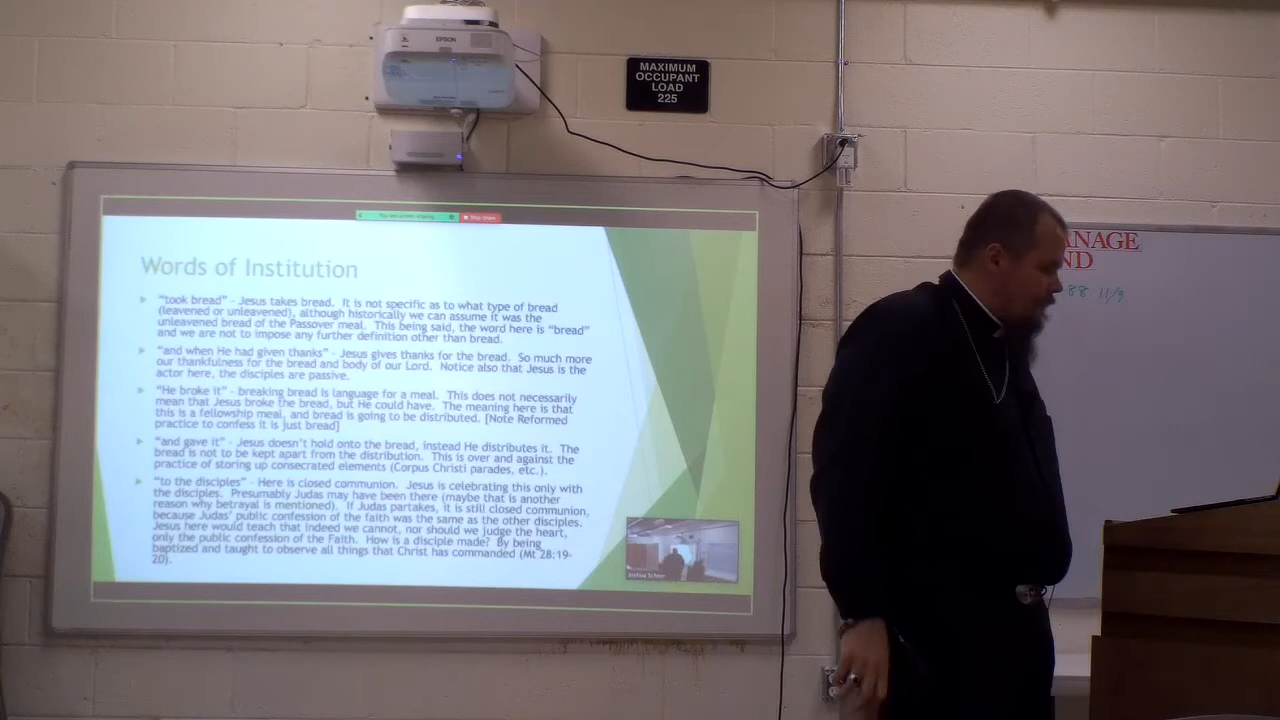 EPSON
MAXIMUM
OCCUPANT
LOAD
225
You are screen sharing
Stop Share
Words of Institution
"took bread" - Jesus takes bread. It is not specific as to what type of bread
(leavened or unleavened), although historically we can assume it was the
unleavened bread of the Passover meal. This being said, the word here is "bread"
and we are not to impose any further definition other than bread.
"and when He had given thanks" - Jesus gives thanks for the bread. So much more
our thankfulness for the bread and body of our Lord. Notice also that Jesus is the
actor here, the disciples are passive.
"He broke it" - breaking bread is language for a meal. This does not necessarily
mean that Jesus broke the bread, but He could have. The meaning here is that
this is a fellowship meal, and bread is going to be distributed. [Note Reformed
practice to confess it is just bread]
"and gave it" - Jesus doesn't hold onto the bread, instead He distributes it. The
bread is not to be kept apart from the distribution. This is over and against the
practice of storing up consecrated elements (Corpus Christi parades, etc.).
"to the disciples" - Here is closed communion. Jesus is celebrating this only with
the disciples. Presumably Judas may have been there (maybe that is another
reason why betrayal is mentioned). If Judas partakes, it is still closed communion,
because Judas' public confession of the faith was the same as the other disciples.
Jesus here would teach that indeed we cannot, nor should we judge the heart,
only the public confession of the Faith. How is a disciple made? By being
baptized and taught to observe all things that Christ has commanded (Mt 28:19-
20).
Joshua Scheer
ANAGE
ND
88 11/9